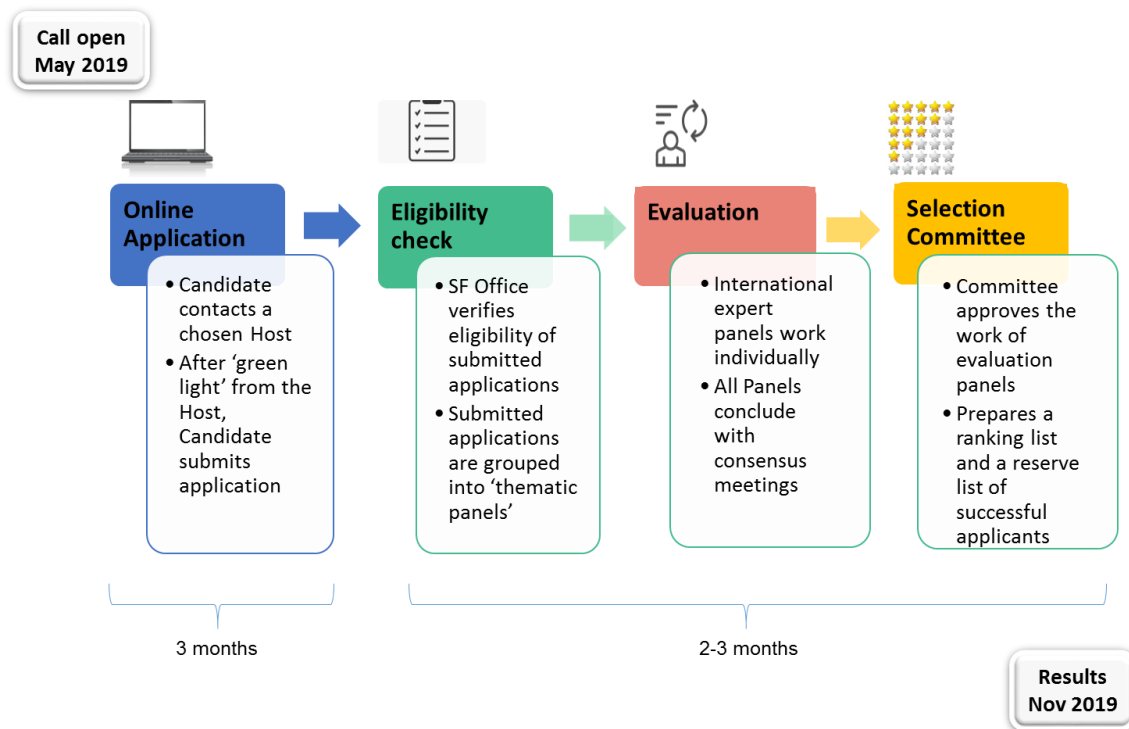 Call open
May 2019
Online
Application
• Candidate
contacts a
chosen Host
• After ‘green
light’ from the
Host,
Candidate
submits
application
Eligibility
check
• SF Office
verifies
eligibility of
submitted
applications
• Submitted
applications
are grouped
into ‘thematic
panels’
Evaluation
• International
expert
panels work
individually
• All Panels
conclude
with
consensus
meetings
Selection
Committee
• Committee
approves the
work of
evaluation
panels
• Prepares a
ranking list
and a reserve
list of
successful
applicants
3 months
2-3 months
Results
Nov 2019